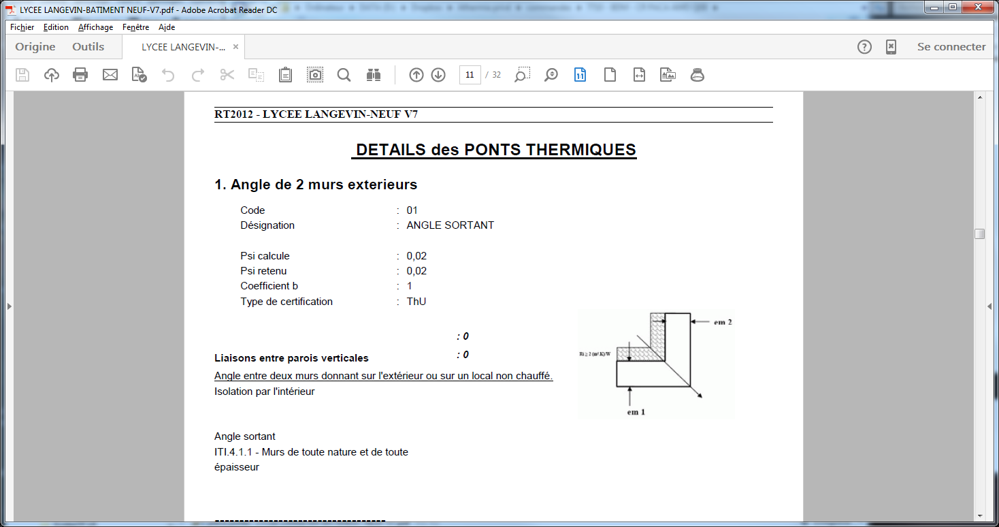 LYCEE LANGEVIN-BATIMENT NEUF-V7.pdf - Adobe Acrobat Reader DC
Fichier Edition Affichage Fenêtre Aide
Origine Outils LYCEE LANGEVIN-... × Se connecter
11 / 32
RT2012 - LYCEE LANGEVIN-NEUF V7
DETAILS des PONTS THERMIQUES
1. Angle de 2 murs exterieurs
Code : 01
Désignation : ANGLE SORTANT
Psi calcule : 0,02
Psi retenu : 0,02
Coefficient b : 1
Type de certification : ThU
em 2
: 0
Liaisons entre parois verticales : 0
Ri ≥ 2 (m².K)/W
Angle entre deux murs donnant sur l'extérieur ou sur un local non chauffé.
Isolation par l'intérieur
em 1
Angle sortant
ITI.4.1.1 - Murs de toute nature et de toute
épaisseur
-----------------------------------